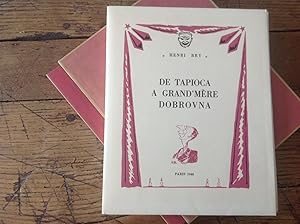 HENRI REY
DE TAPIOCA
A GRAND'MÈRE
DOBROVNA
PARIS 1946